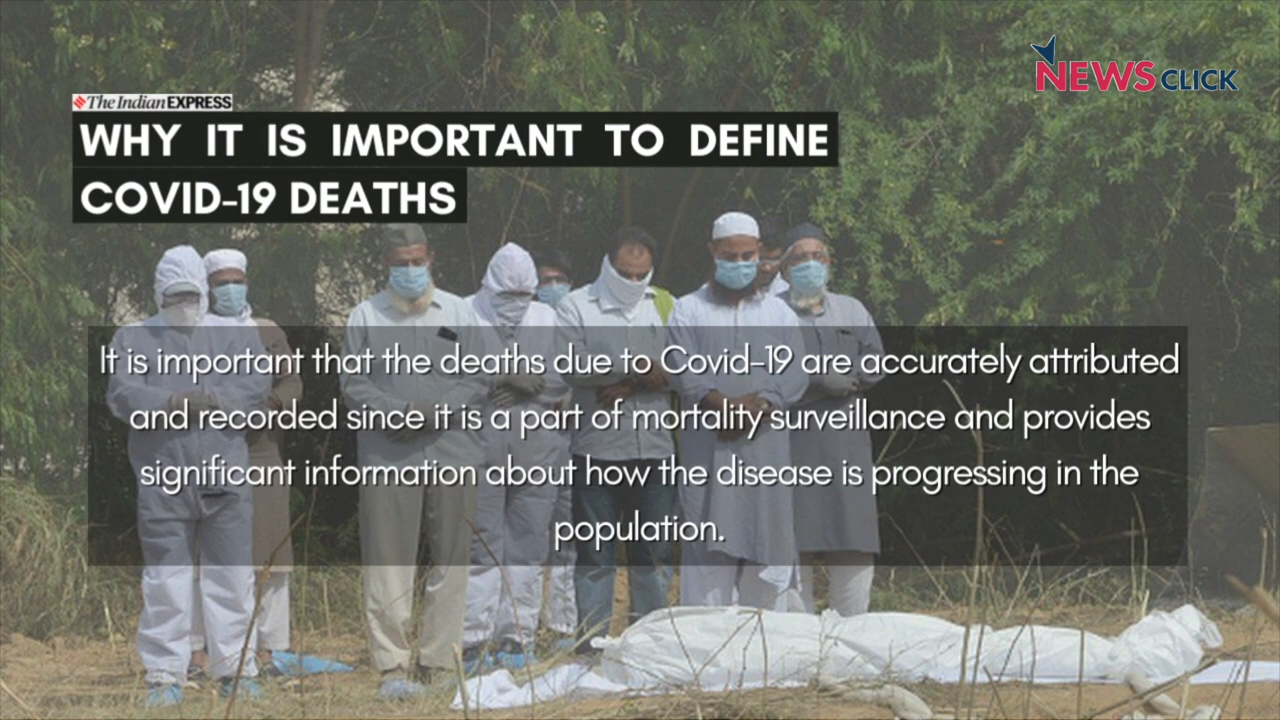 NEWSCLICK
The Indian EXPRESS
WHY IT IS IMPORTANT TO DEFINE
COVID-19 DEATHS
It is important that the deaths due to Covid-19 are accurately attributed
and recorded since it is a part of mortality surveillance and provides
significant information about how the disease is progressing in the
population.